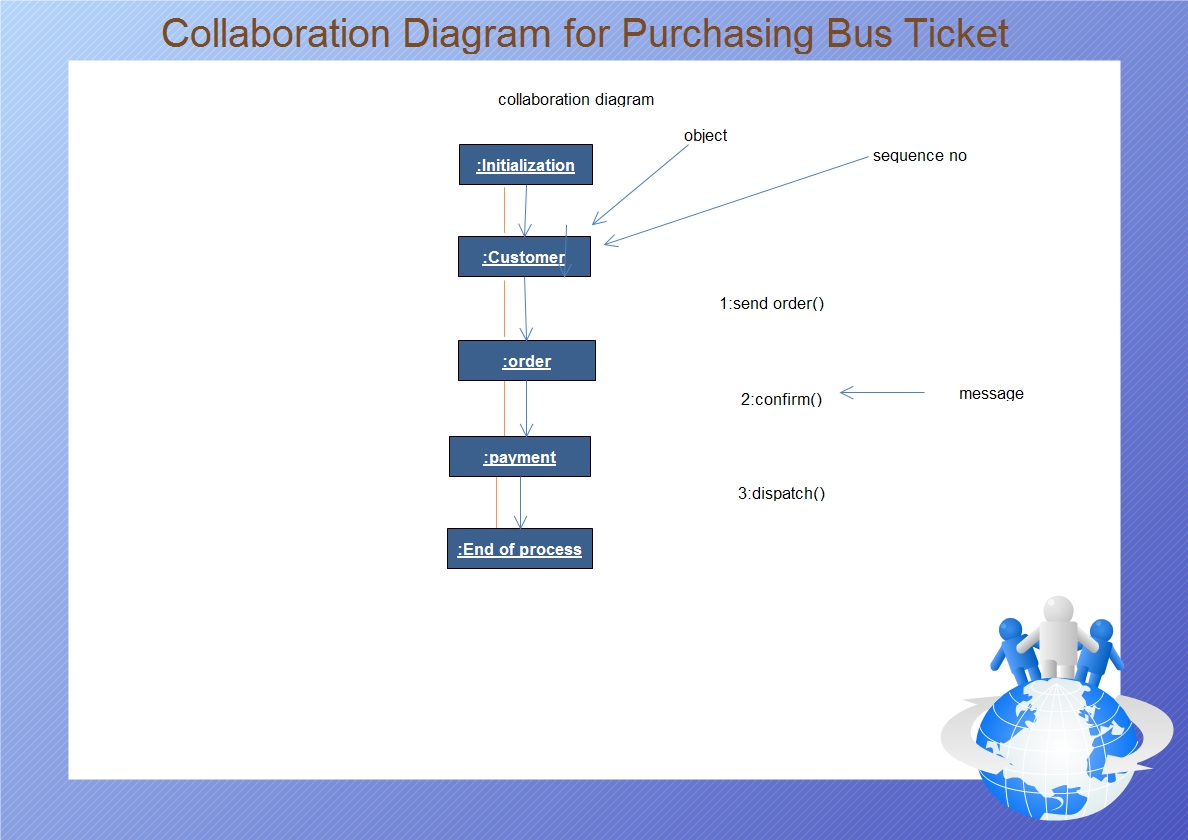 Collaboration Diagram for Purchasing Bus Ticket
collaboration diagram
object
sequence no
:Initialization
:Customer
1:send order()
:order
2:confirm()
message
:payment
3:dispatch()
:End of process